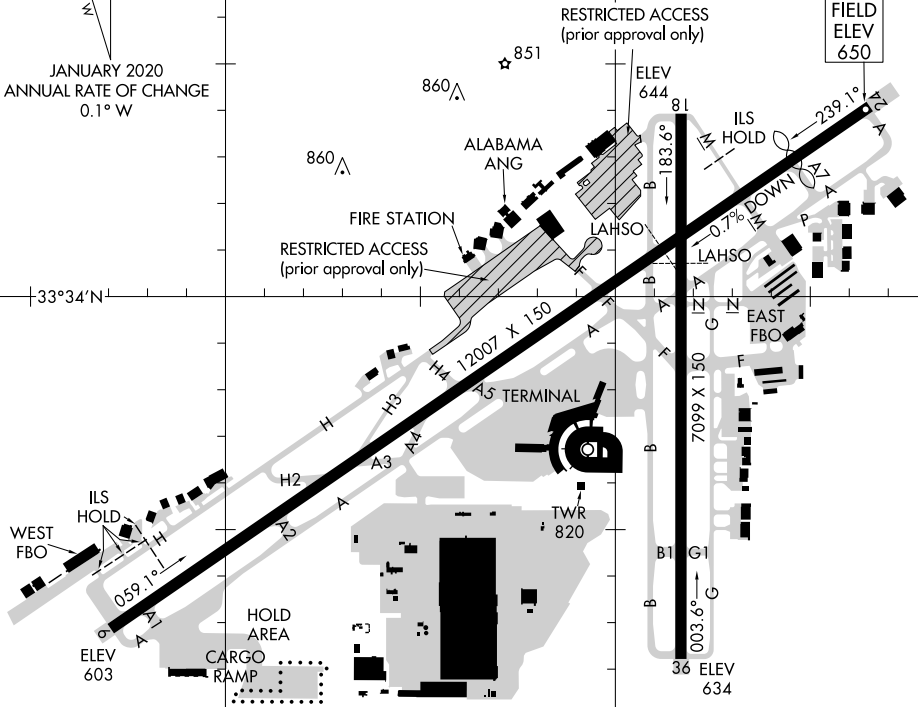 W
JANUARY 2020
ANNUAL RATE OF CHANGE
0.1° W
RESTRICTED ACCESS
(prior approval only)
FIELD
ELEV
650
851
860
860
ELEV
644
18
ILS
HOLD
239.1°
24
A
ALABAMA
ANG
183.6°
M
B
A7
A
0.7% DOWN
M
P
FIRE STATION
LAHSO
LAHSO
RESTRICTED ACCESS
(prior approval only)
33°34'N
F
F
B
A
A
N
N
G
EAST
FBO
12007 X 150
A
F
F
H4
A5
TERMINAL
7099 X 150
H3
H
A4
A3
B
H2
A
A2
ILS
HOLD
WEST
FBO
H
TWR
820
B1
G1
059.1°
A1
A
6
ELEV
603
HOLD
AREA
CARGO
RAMP
B
003.6°
G
36
ELEV
634